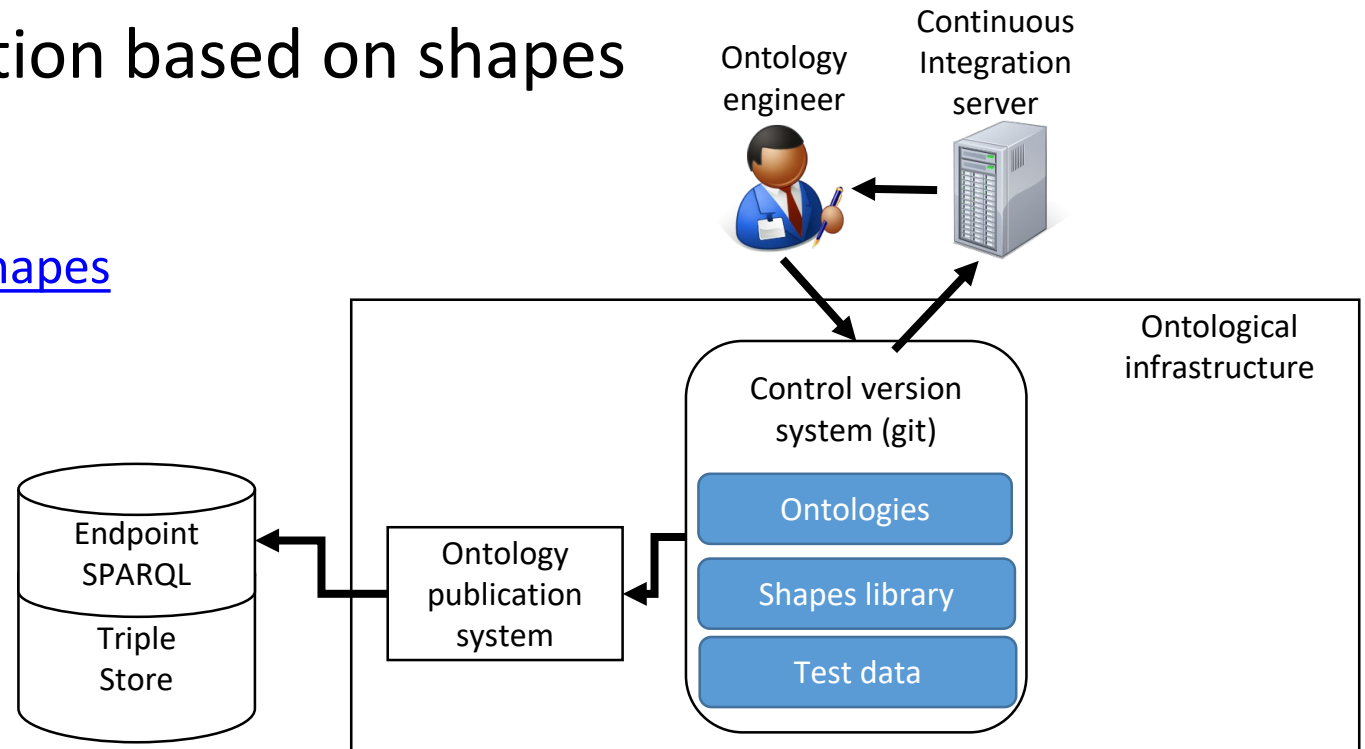 tion based on shapes
hapes
Ontology
engineer
Continuous
Integration
server
Ontological
infrastructure
Control version
system (git)
Ontologies
Shapes library
Test data
Ontology
publication
system
Endpoint
SPARQL
Triple
Store